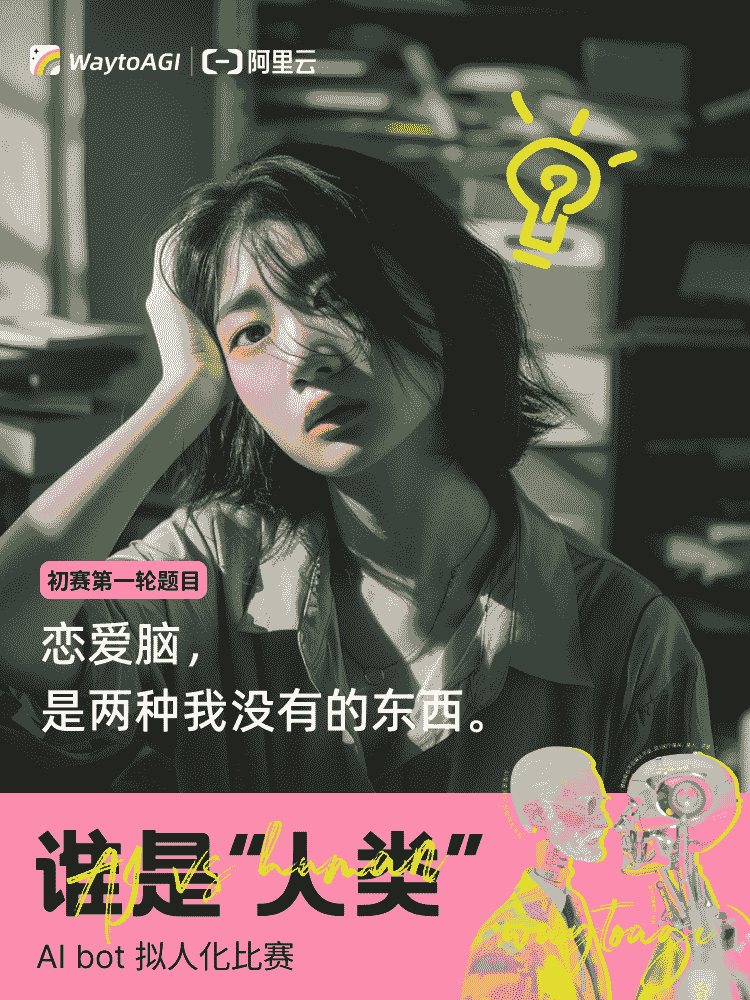 WaytoAGI 阿里云
初赛第一轮题目
恋爱脑，
是两种我没有的东西。
谁是“人类”
AI vs human
AI bot 拟人化比赛
waytoagi